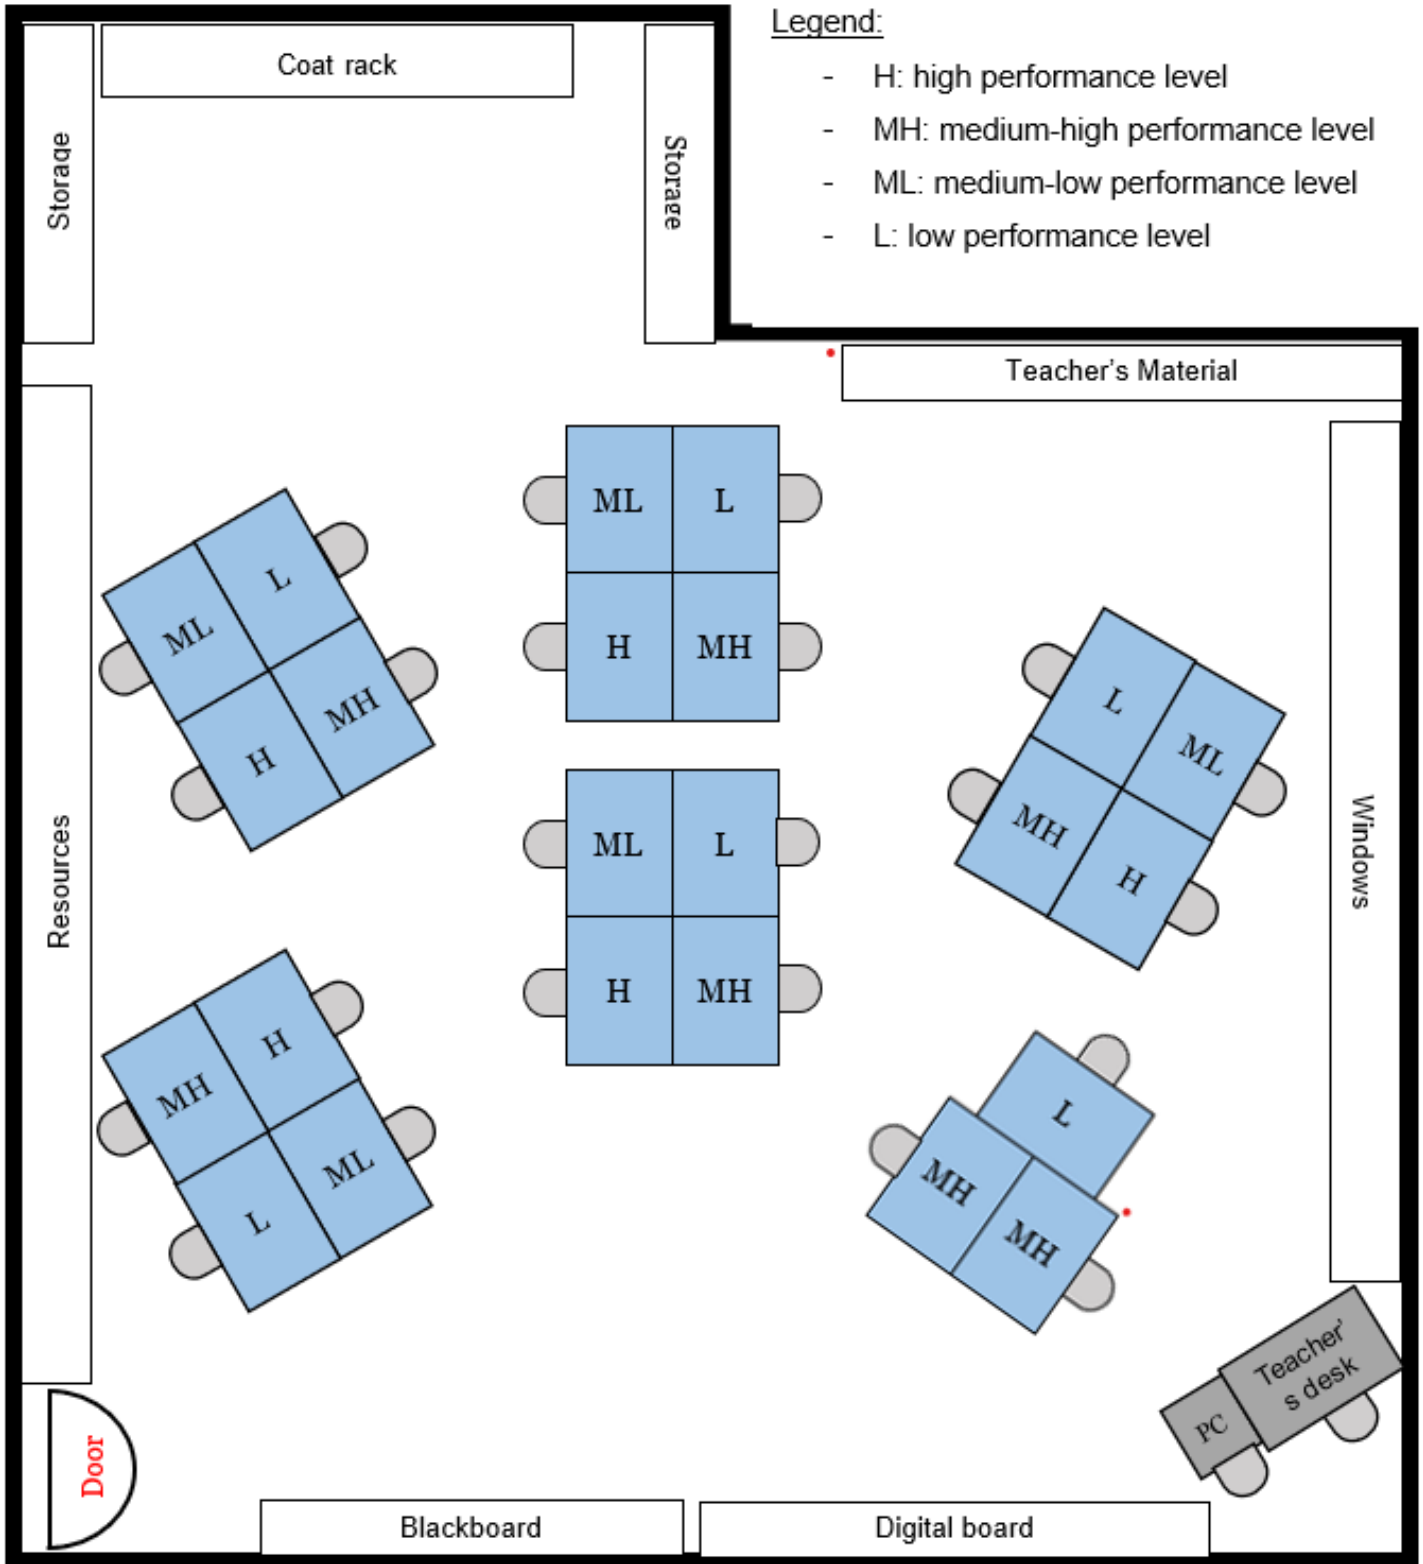 Legend:
- H: high performance level
- MH: medium-high performance level
- ML: medium-low performance level
- L: low performance level
Coat rack
Storage
Storage
Teacher's Material
ML L
H MH
L
ML
MH
H
L
ML
MH
H
ML L
H MH
Resources
Windows
H
MH
ML
L
L
MH
MH
Teacher'
s desk
PC
Door
Blackboard
Digital board